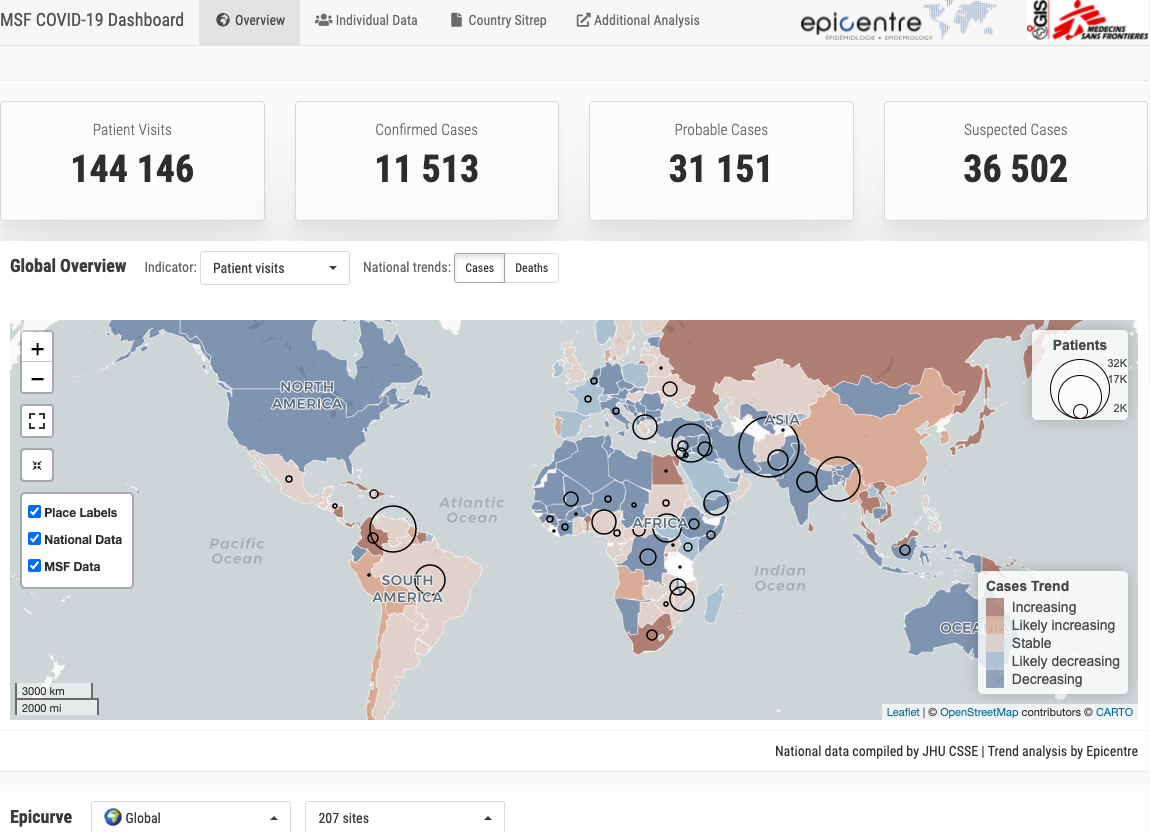 MSF COVID-19 Dashboard
Overview
Individual Data
Country Sitrep
Additional Analysis
epicentre
ÉPIDÉMIOLOGIE • EPIDEMIOLOGY
GIS
MEDECINS
SANS FRONTIERES
Patient Visits
144 146
Confirmed Cases
11 513
Probable Cases
31 151
Suspected Cases
36 502
Global Overview
Indicator:
Patient visits
National trends:
Cases
Deaths
+
−
Place Labels
National Data
MSF Data
NORTH
AMERICA
Atlantic
Ocean
Pacific
Ocean
SOUTH
AMERICA
AFRICA
ASIA
Indian
Ocean
OCEANIA
Patients
32K
17K
2K
Cases Trend
Increasing
Likely increasing
Stable
Likely decreasing
Decreasing
3000 km
2000 mi
Leaflet | © OpenStreetMap contributors © CARTO
National data compiled by JHU CSSE | Trend analysis by Epicentre
Epicurve
Global
207 sites